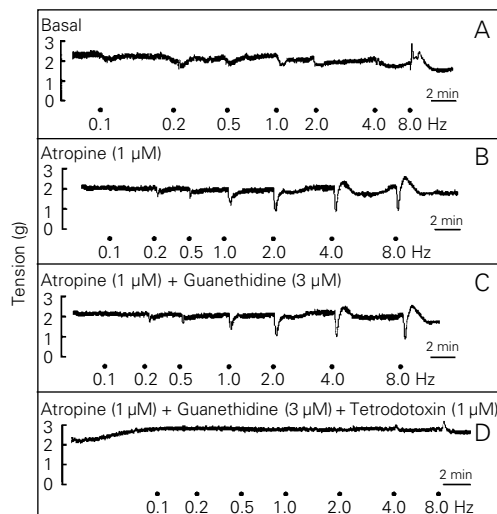 Tension (g)
Basal
A
3
2
1
0
2 min
0.1 0.2 0.5 1.0 2.0 4.0 8.0 Hz
Atropine (1 µM)
B
3
2
1
0
2 min
0.1 0.2 0.5 1.0 2.0 4.0 8.0 Hz
Atropine (1 µM) + Guanethidine (3 µM)
C
3
2
1
0
2 min
0.1 0.2 0.5 1.0 2.0 4.0 8.0 Hz
Atropine (1 µM) + Guanethidine (3 µM) + Tetrodotoxin (1 µM)
D
3
2
1
0
2 min
0.1 0.2 0.5 1.0 2.0 4.0 8.0 Hz